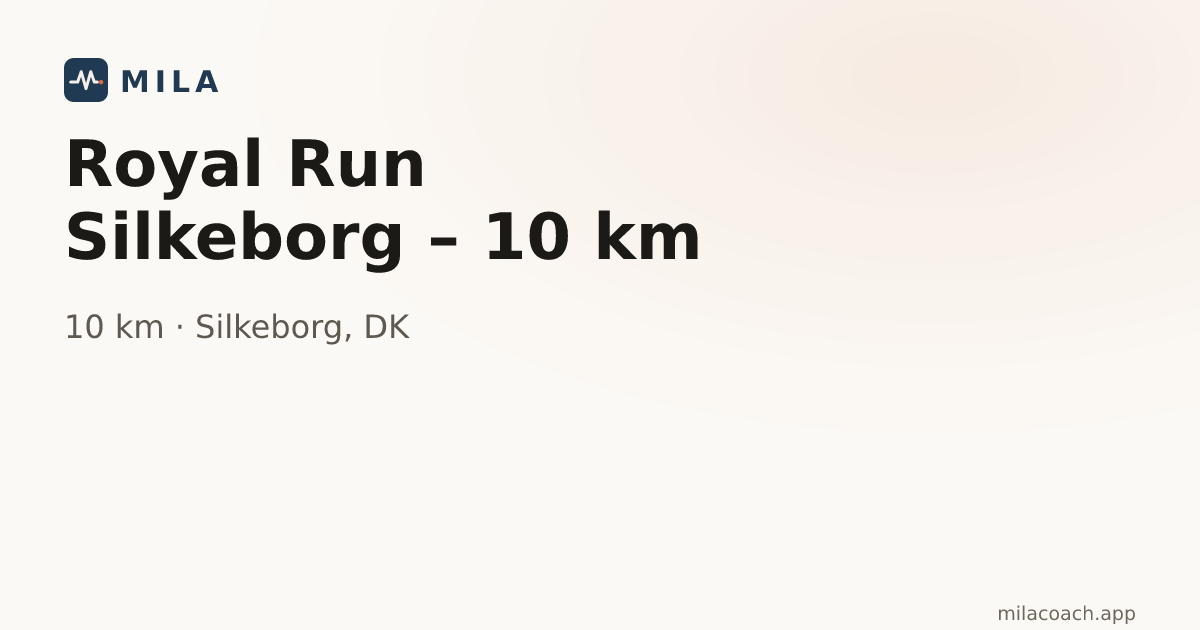 MILA
Royal Run
Silkeborg – 10 km
10 km · Silkeborg, DK
milacoach.app